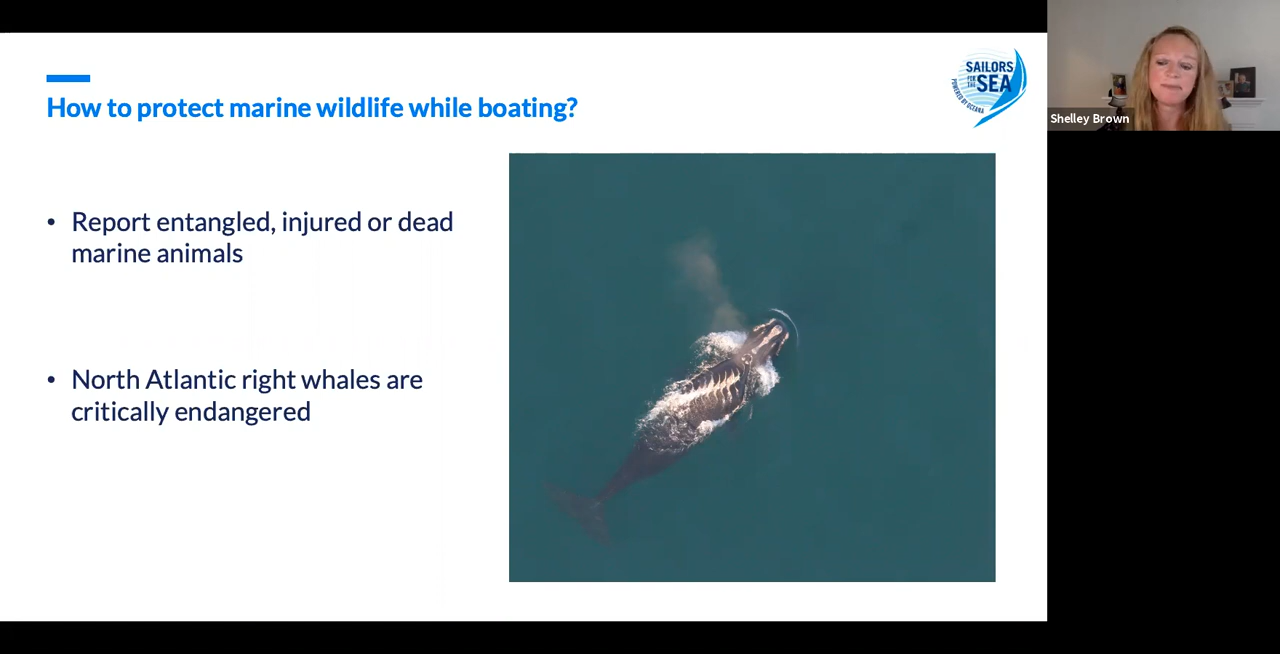 How to protect marine wildlife while boating?
SAILORS
FOR
THE
SEA
POWERED BY OCEANA
Shelley Brown
• Report entangled, injured or dead
marine animals
• North Atlantic right whales are
critically endangered